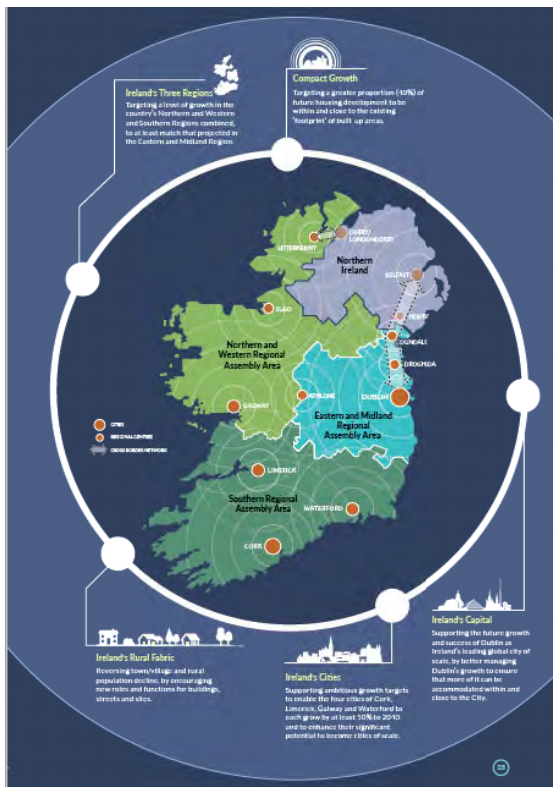 Ireland's Three Regions
Targeting a level of growth in the
country's Northern and Western
and Southern Regions combined,
to at least match that projected in
the Eastern and Midland Region.
Compact Growth
Targeting a greater proportion (40%) of
future housing development to be
within and close to the existing
'footprint' of built up areas.
LETTERKENNY
DERRY/
LONDONDERRY
Northern
Ireland
BELFAST
NEWRY
SLIGO
DUNDALK
DROGHEDA
Northern and
Western Regional
Assembly Area
ATHLONE
DUBLIN
GALWAY
Eastern and Midland
Regional
Assembly Area
CITIES
REGIONAL CENTRES
CROSS BORDER NETWORK
LIMERICK
Southern Regional
Assembly Area
WATERFORD
CORK
Ireland's Rural Fabric
Reversing town/village and rural
population decline, by encouraging
new roles and functions for buildings,
streets and sites.
Ireland's Cities
Supporting ambitious growth targets
to enable the four cities of Cork,
Limerick, Galway and Waterford to
each grow by at least 50% to 2040
and to enhance their significant
potential to become cities of scale.
Ireland's Capital
Supporting the future growth
and success of Dublin as
Ireland's leading global city of
scale, by better managing
Dublin's growth to ensure
that more of it can be
accommodated within and
close to the City.
23